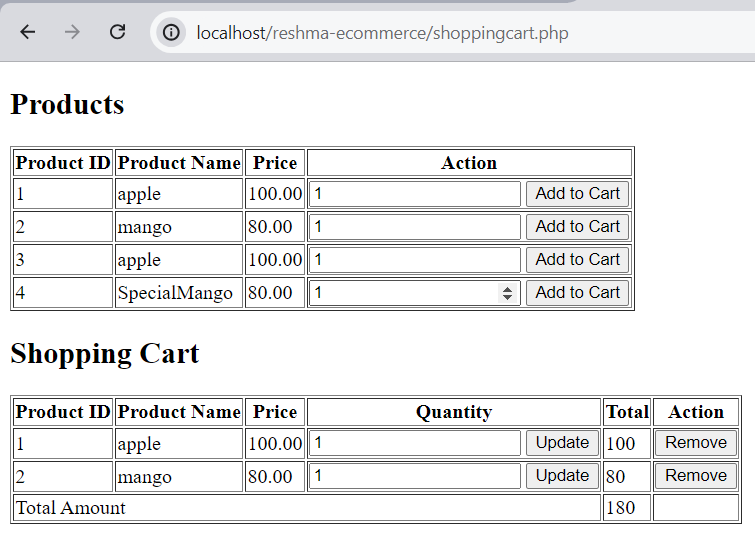 localhost/reshma-ecommerce/shoppingcart.php
Products
Product ID Product Name Price Action
1 apple 100.00 1 Add to Cart
2 mango 80.00 1 Add to Cart
3 apple 100.00 1 Add to Cart
4 SpecialMango 80.00 1 Add to Cart
Shopping Cart
Product ID Product Name Price Quantity Total Action
1 apple 100.00 1 Update 100 Remove
2 mango 80.00 1 Update 80 Remove
Total Amount 180